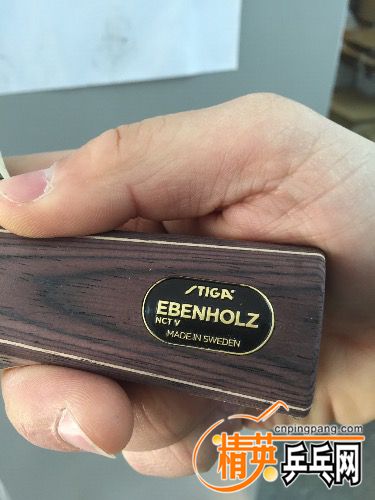 STIGA
EBENHOLZ
NCT V
MADE IN SWEDEN
cnpingpang.com
精英乒乓网